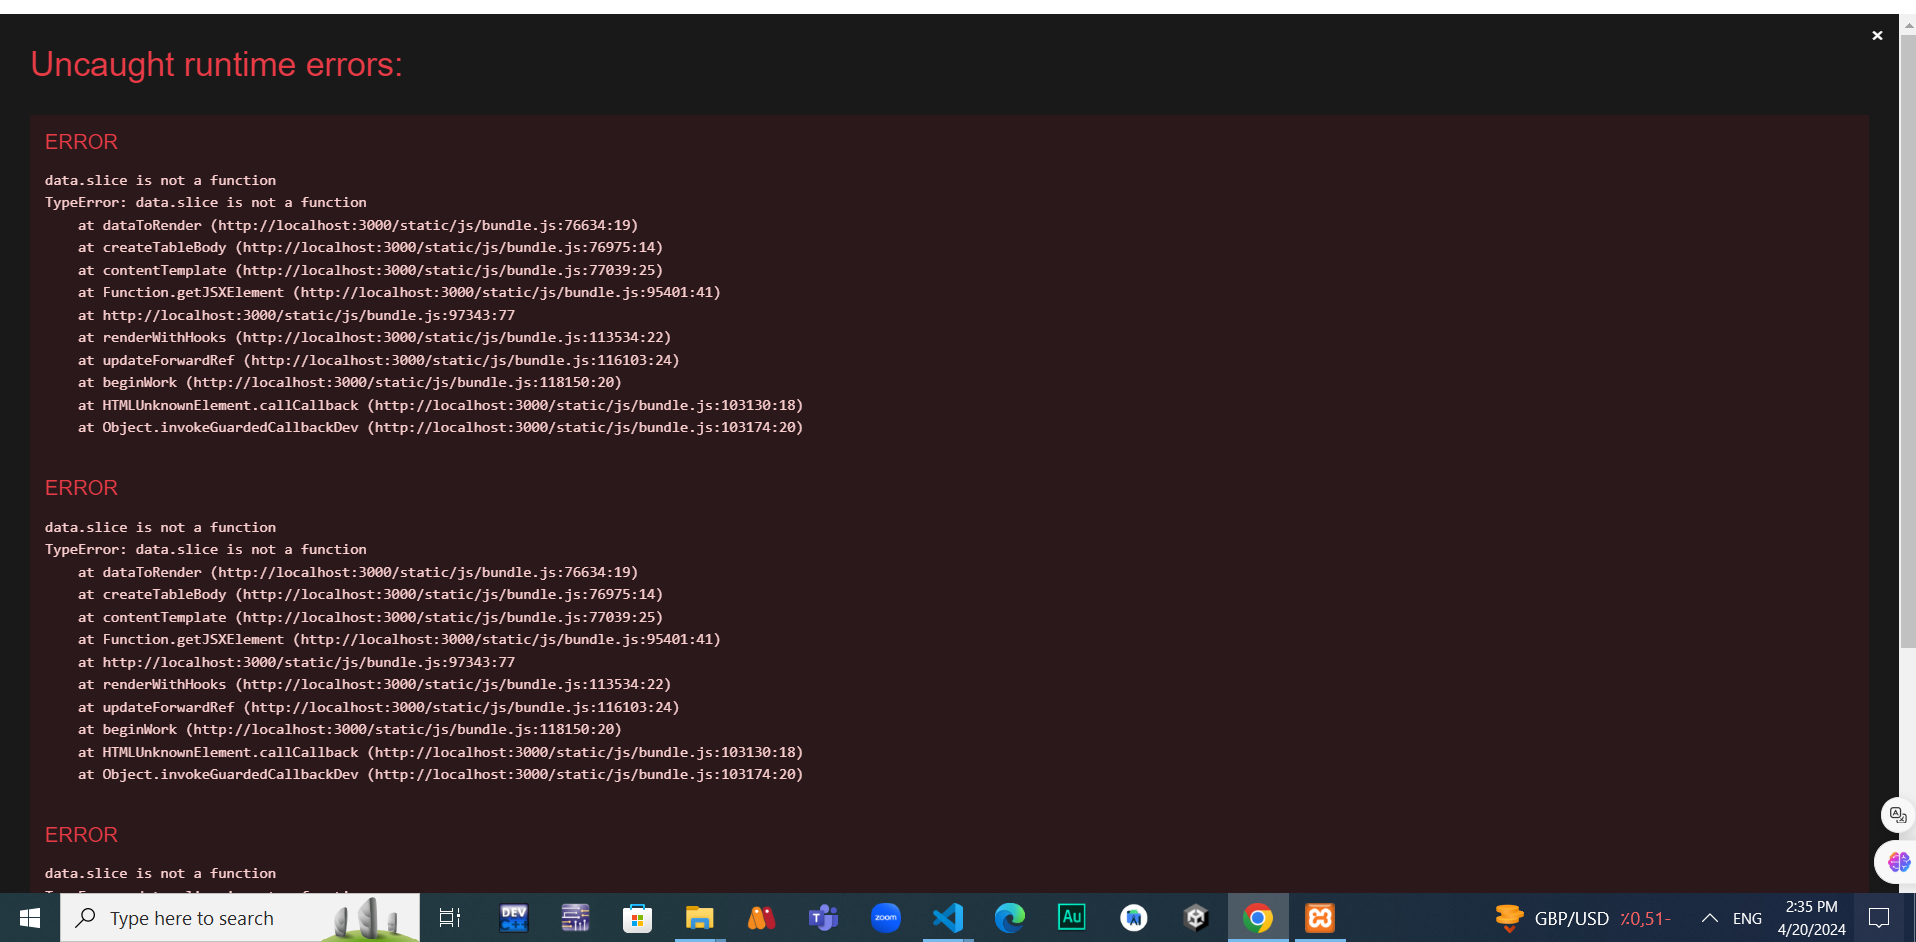 Uncaught runtime errors:
×
ERROR
data.slice is not a function
TypeError: data.slice is not a function
at dataToRender (http://localhost:3000/static/js/bundle.js:76634:19)
at createTableBody (http://localhost:3000/static/js/bundle.js:76975:14)
at contentTemplate (http://localhost:3000/static/js/bundle.js:77039:25)
at Function.getJSXElement (http://localhost:3000/static/js/bundle.js:95401:41)
at http://localhost:3000/static/js/bundle.js:97343:77
at renderWithHooks (http://localhost:3000/static/js/bundle.js:113534:22)
at updateForwardRef (http://localhost:3000/static/js/bundle.js:116103:24)
at beginWork (http://localhost:3000/static/js/bundle.js:118150:20)
at HTMLUnknownElement.callCallback (http://localhost:3000/static/js/bundle.js:103130:18)
at Object.invokeGuardedCallbackDev (http://localhost:3000/static/js/bundle.js:103174:20)
ERROR
data.slice is not a function
TypeError: data.slice is not a function
at dataToRender (http://localhost:3000/static/js/bundle.js:76634:19)
at createTableBody (http://localhost:3000/static/js/bundle.js:76975:14)
at contentTemplate (http://localhost:3000/static/js/bundle.js:77039:25)
at Function.getJSXElement (http://localhost:3000/static/js/bundle.js:95401:41)
at http://localhost:3000/static/js/bundle.js:97343:77
at renderWithHooks (http://localhost:3000/static/js/bundle.js:113534:22)
at updateForwardRef (http://localhost:3000/static/js/bundle.js:116103:24)
at beginWork (http://localhost:3000/static/js/bundle.js:118150:20)
at HTMLUnknownElement.callCallback (http://localhost:3000/static/js/bundle.js:103130:18)
at Object.invokeGuardedCallbackDev (http://localhost:3000/static/js/bundle.js:103174:20)
ERROR
data.slice is not a function
Type here to search
DEV C++
zoom
Au
GBP/USD ٪0,51-
ENG
2:35 PM
4/20/2024